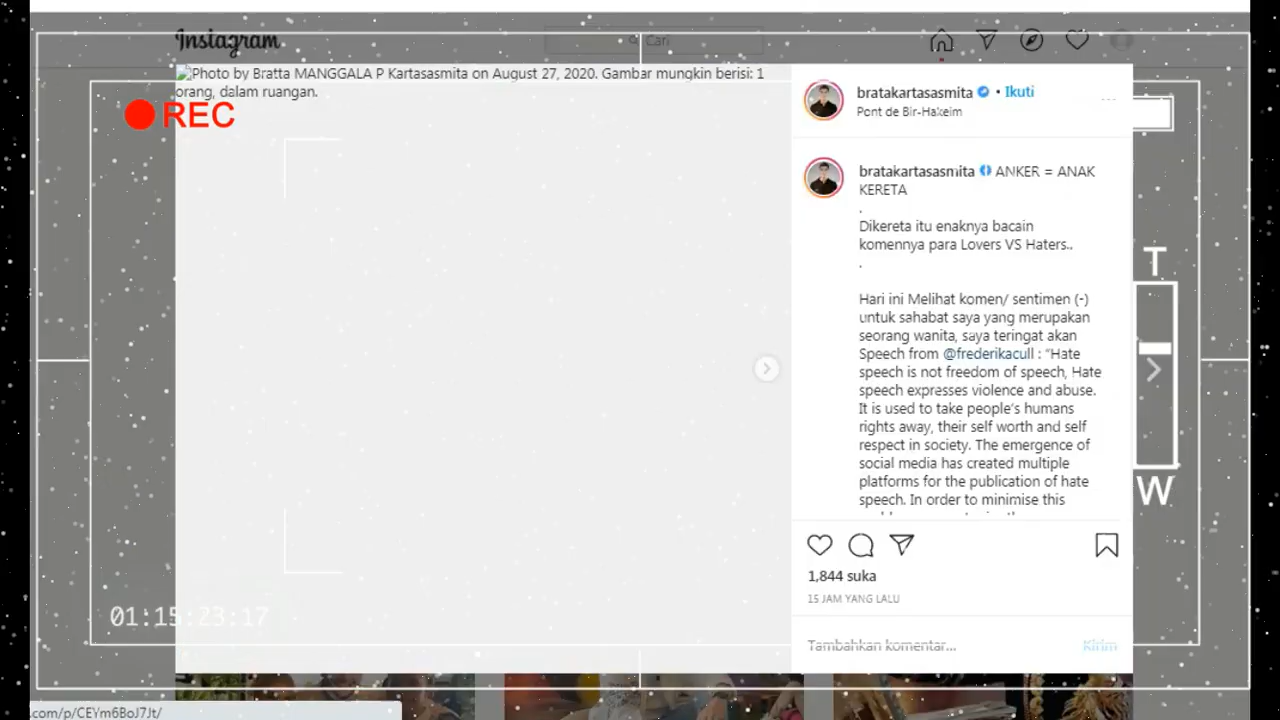 Instagram
Cari
Photo by Bratta MANGGALA P Kartasasmita on August 27, 2020. Gambar mungkin berisi: 1
orang, dalam ruangan.
REC
bratakartasasmita • Ikuti
Pont de Bir-Hakeim
...
bratakartasasmita ANKER = ANAK
KERETA
.
Dikereta itu enaknya bacain
komennya para Lovers VS Haters..
.
Hari ini Melihat komen/ sentimen (-)
untuk sahabat saya yang merupakan
seorang wanita, saya teringat akan
Speech from @frederikacull : “Hate
speech is not freedom of speech, Hate
speech expresses violence and abuse.
It is used to take people’s humans
rights away, their self worth and self
respect in society. The emergence of
social media has created multiple
platforms for the publication of hate
speech. In order to minimise this
T
W
1,844 suka
15 JAM YANG LALU
01:15:23:17
Tambahkan komentar...
Kirim
.com/p/CEYm6BoJ7Jt/